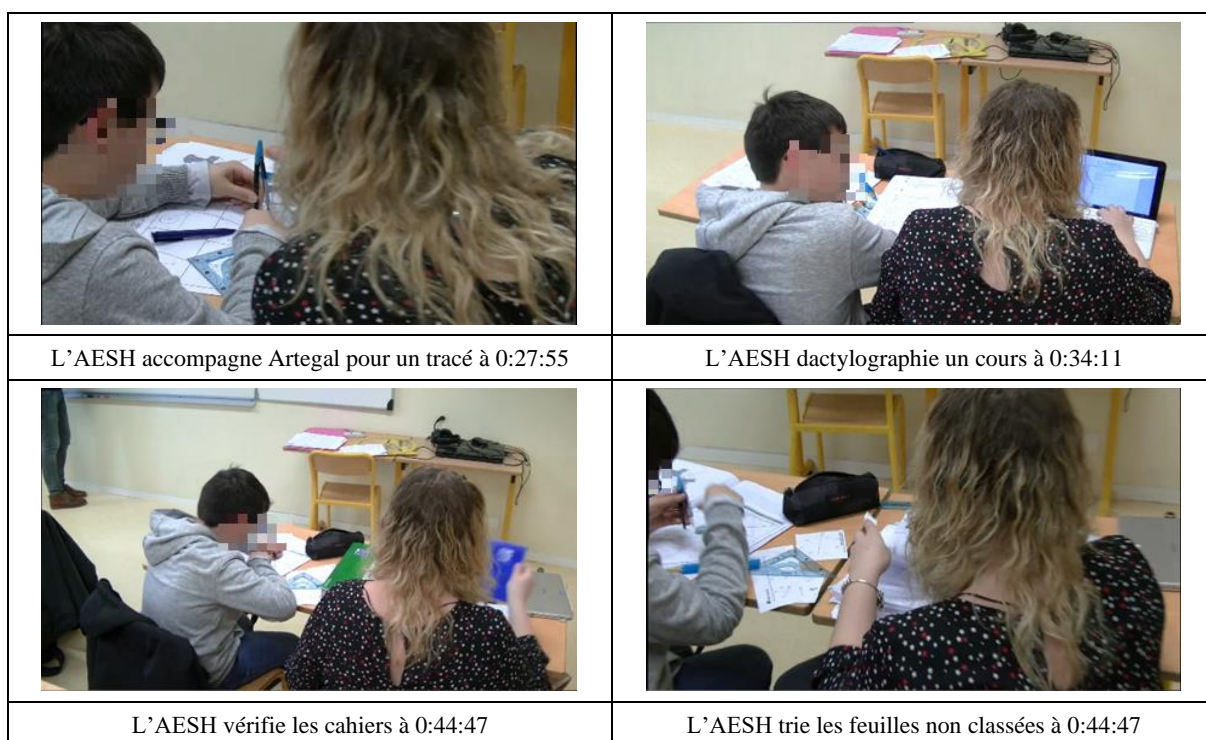 L'AESH accompagne Artegal pour un tracé à 0:27:55
L'AESH dactylographie un cours à 0:34:11
L'AESH vérifie les cahiers à 0:44:47
L'AESH trie les feuilles non classées à 0:44:47